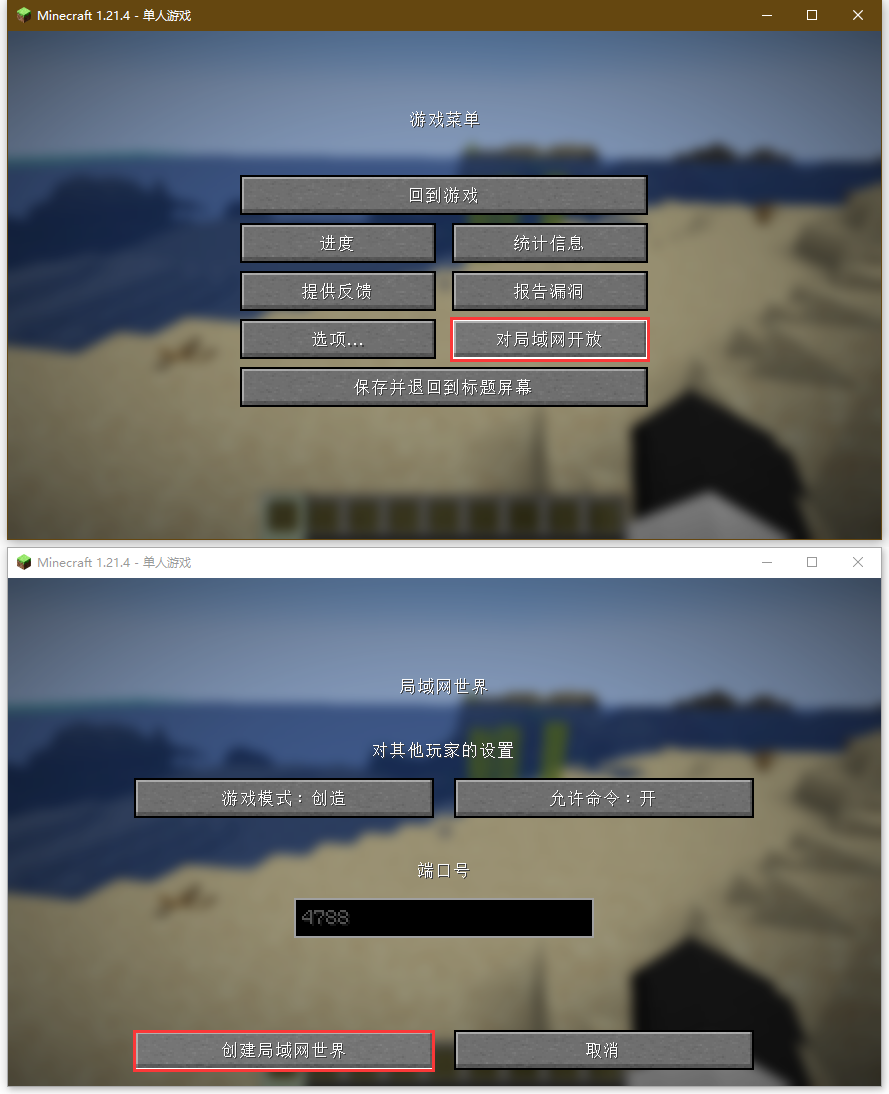 Minecraft 1.21.4 - 单人游戏
游戏菜单
回到游戏
进度 统计信息
提供反馈 报告漏洞
选项... 对局域网开放
保存并退回到标题屏幕
Minecraft 1.21.4 - 单人游戏
局域网世界
对其他玩家的设置
游戏模式：创造 允许命令：开
端口号
4788
创建局域网世界 取消